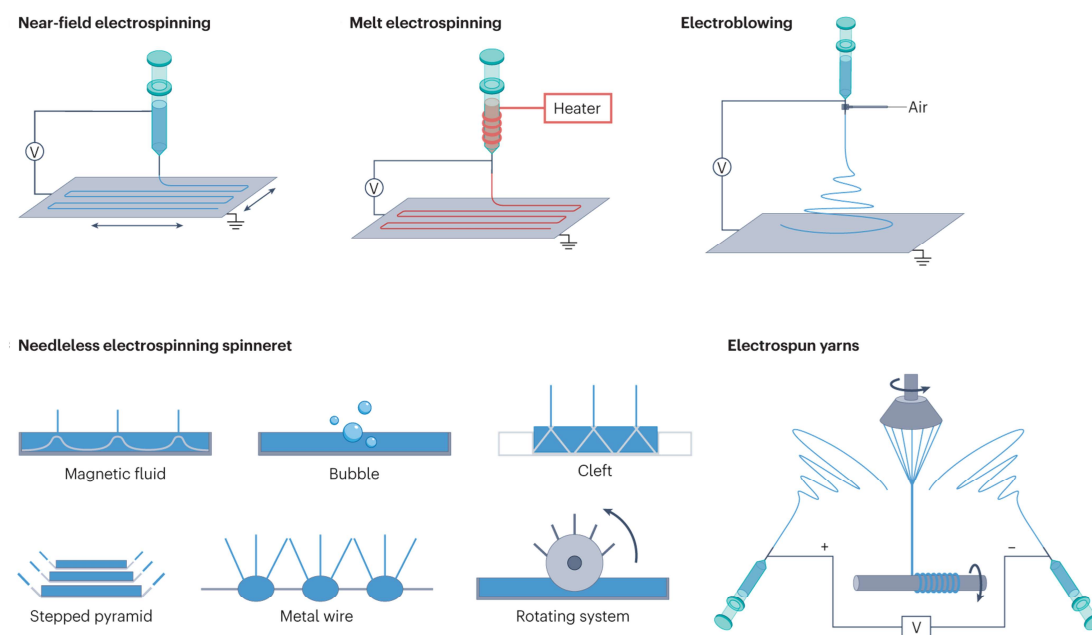 Near-field electrospinning
Melt electrospinning
Electroblowing
Heater
Air
V
V
V
Needleless electrospinning spinneret
Electrospun yarns
Magnetic fluid
Bubble
Cleft
+
−
Stepped pyramid
Metal wire
Rotating system
V